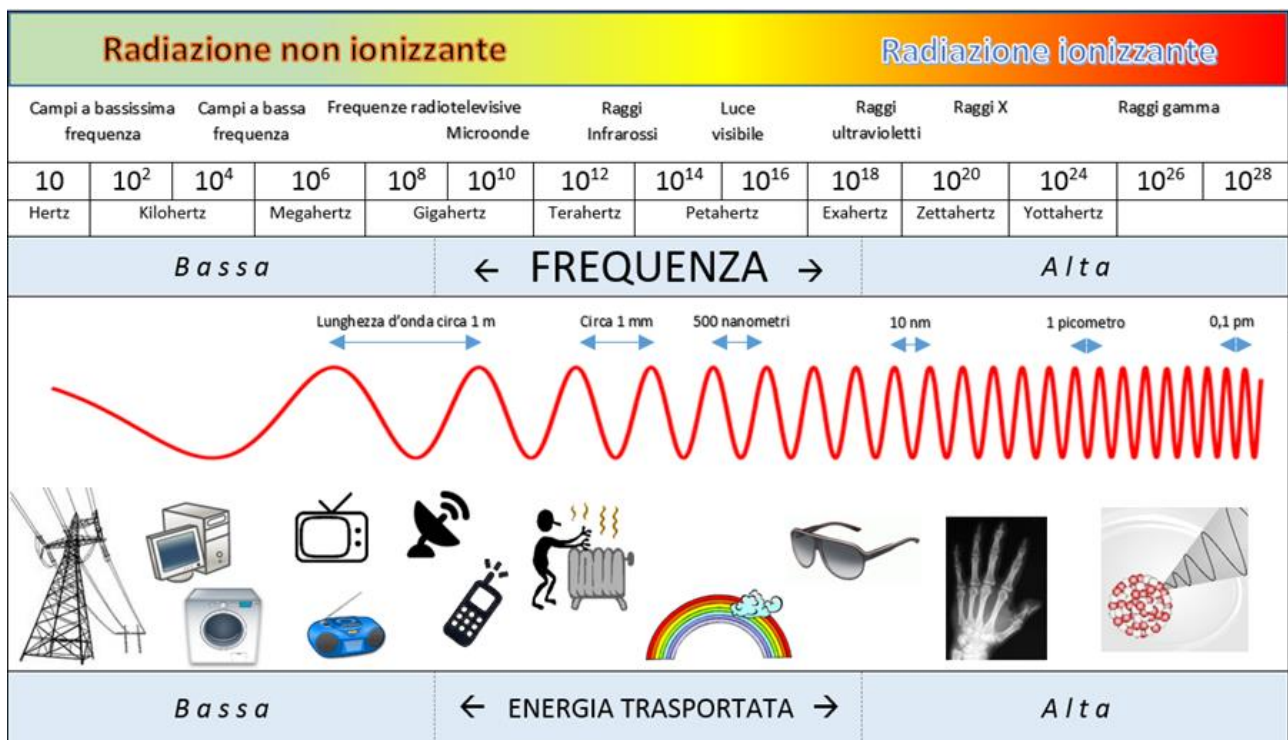 Radiazione non ionizzante Radiazione ionizzante
Campi a bassissima Campi a bassa Frequenze radiotelevisive Raggi Luce Raggi Raggi X Raggi gamma
frequenza frequenza Microonde Infrarossi visibile ultravioletti
10 10² 10⁴ 10⁶ 10⁸ 10¹⁰ 10¹² 10¹⁴ 10¹⁶ 10¹⁸ 10²⁰ 10²⁴ 10²⁶ 10²⁸
Hertz Kilohertz Megahertz Gigahertz Terahertz Petahertz Exahertz Zettahertz Yottahertz
Bassa ← FREQUENZA → Alta
Lunghezza d'onda circa 1 m Circa 1 mm 500 nanometri 10 nm 1 picometro 0,1 pm
Bassa ← ENERGIA TRASPORTATA → Alta